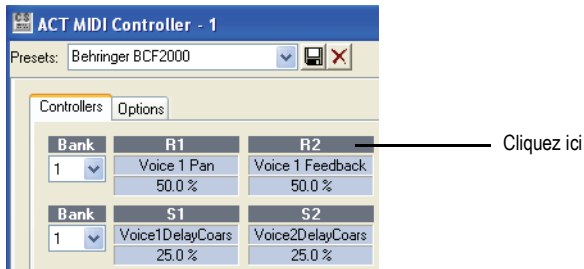 ACT MIDI Controller - 1
Presets: Behringer BCF2000
Controllers Options
Bank R1 R2 Cliquez ici
1 Voice 1 Pan Voice 1 Feedback
50.0 % 50.0 %
Bank S1 S2
1 Voice1DelayCoars Voice2DelayCoars
25.0 % 25.0 %